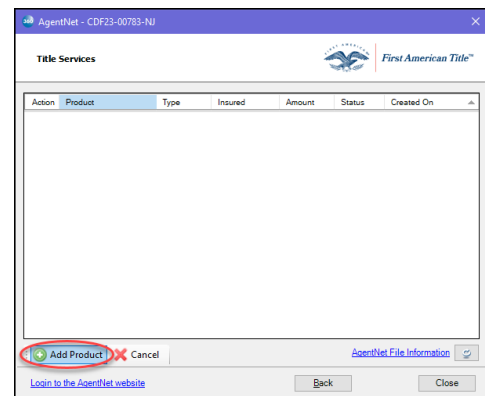 360 AgentNet - CDF23-00783-NJ
Title Services
FIRST AMERICAN
First American Title™
Action Product Type Insured Amount Status Created On
Add Product Cancel
AgentNet File Information
Login to the AgentNet website Back Close